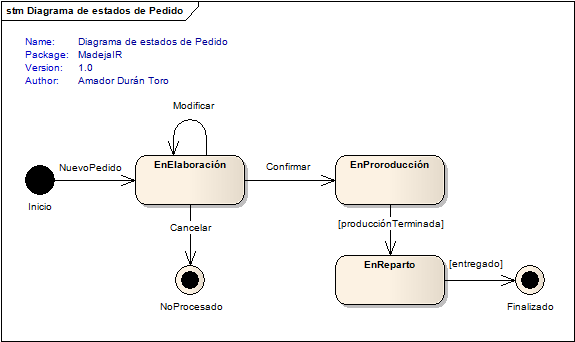 stm Diagrama de estados de Pedido
Name: Diagrama de estados de Pedido
Package: MadejaIR
Version: 1.0
Author: Amador Durán Toro
Modificar
NuevoPedido
EnElaboración
Confirmar
EnProroducción
Inicio
Cancelar
[producciónTerminada]
EnReparto
[entregado]
NoProcesado
Finalizado